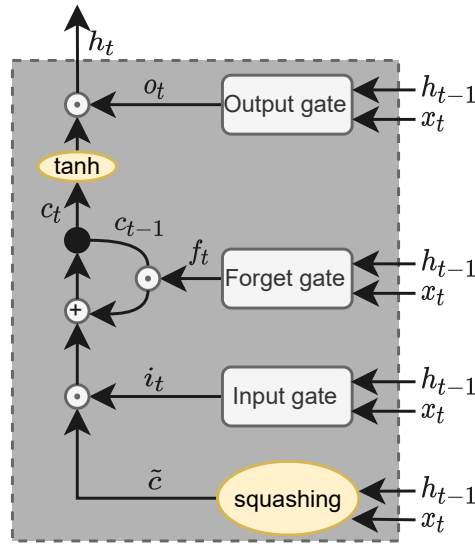 h_t
o_t
Output gate
h_{t-1}
x_t
tanh
c_t
c_{t-1}
f_t
Forget gate
h_{t-1}
x_t
+
i_t
Input gate
h_{t-1}
x_t
c̃
squashing
h_{t-1}
x_t